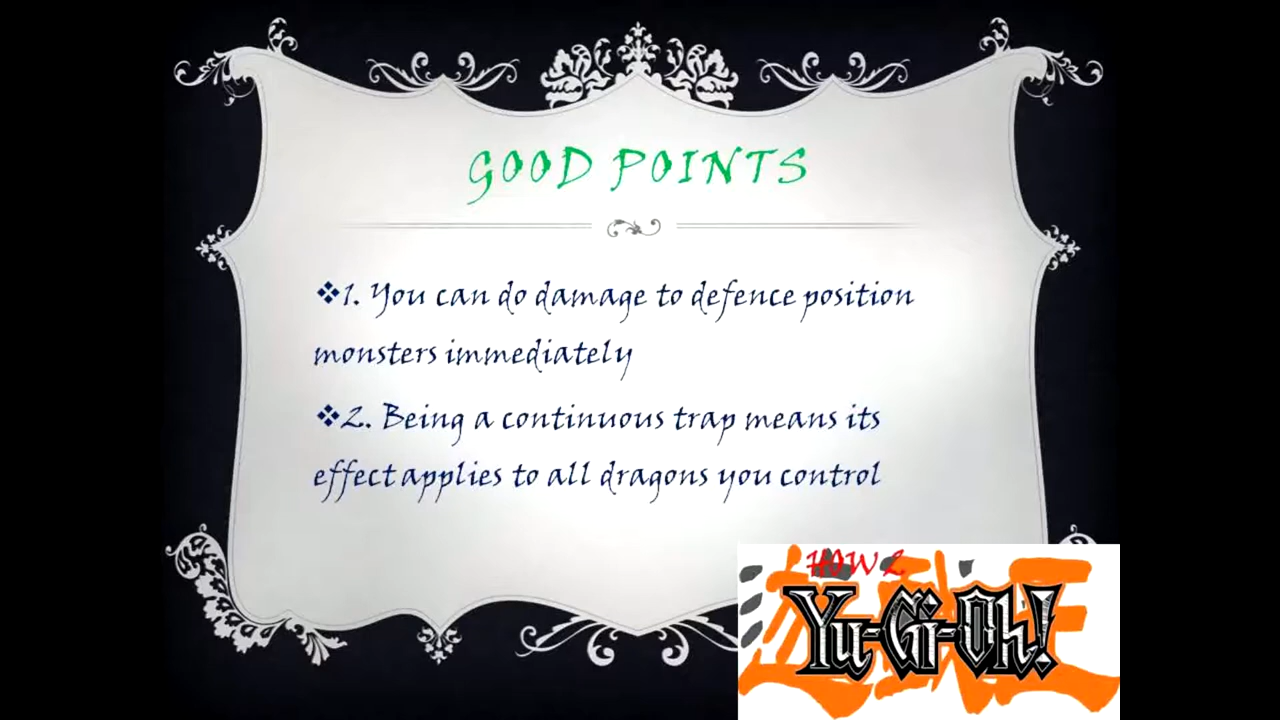 GOOD POINTS
❖1. You can do damage to defence position
monsters immediately
❖2. Being a continuous trap means its
effect applies to all dragons you control
HOW 2
Yu-Gi-Oh!